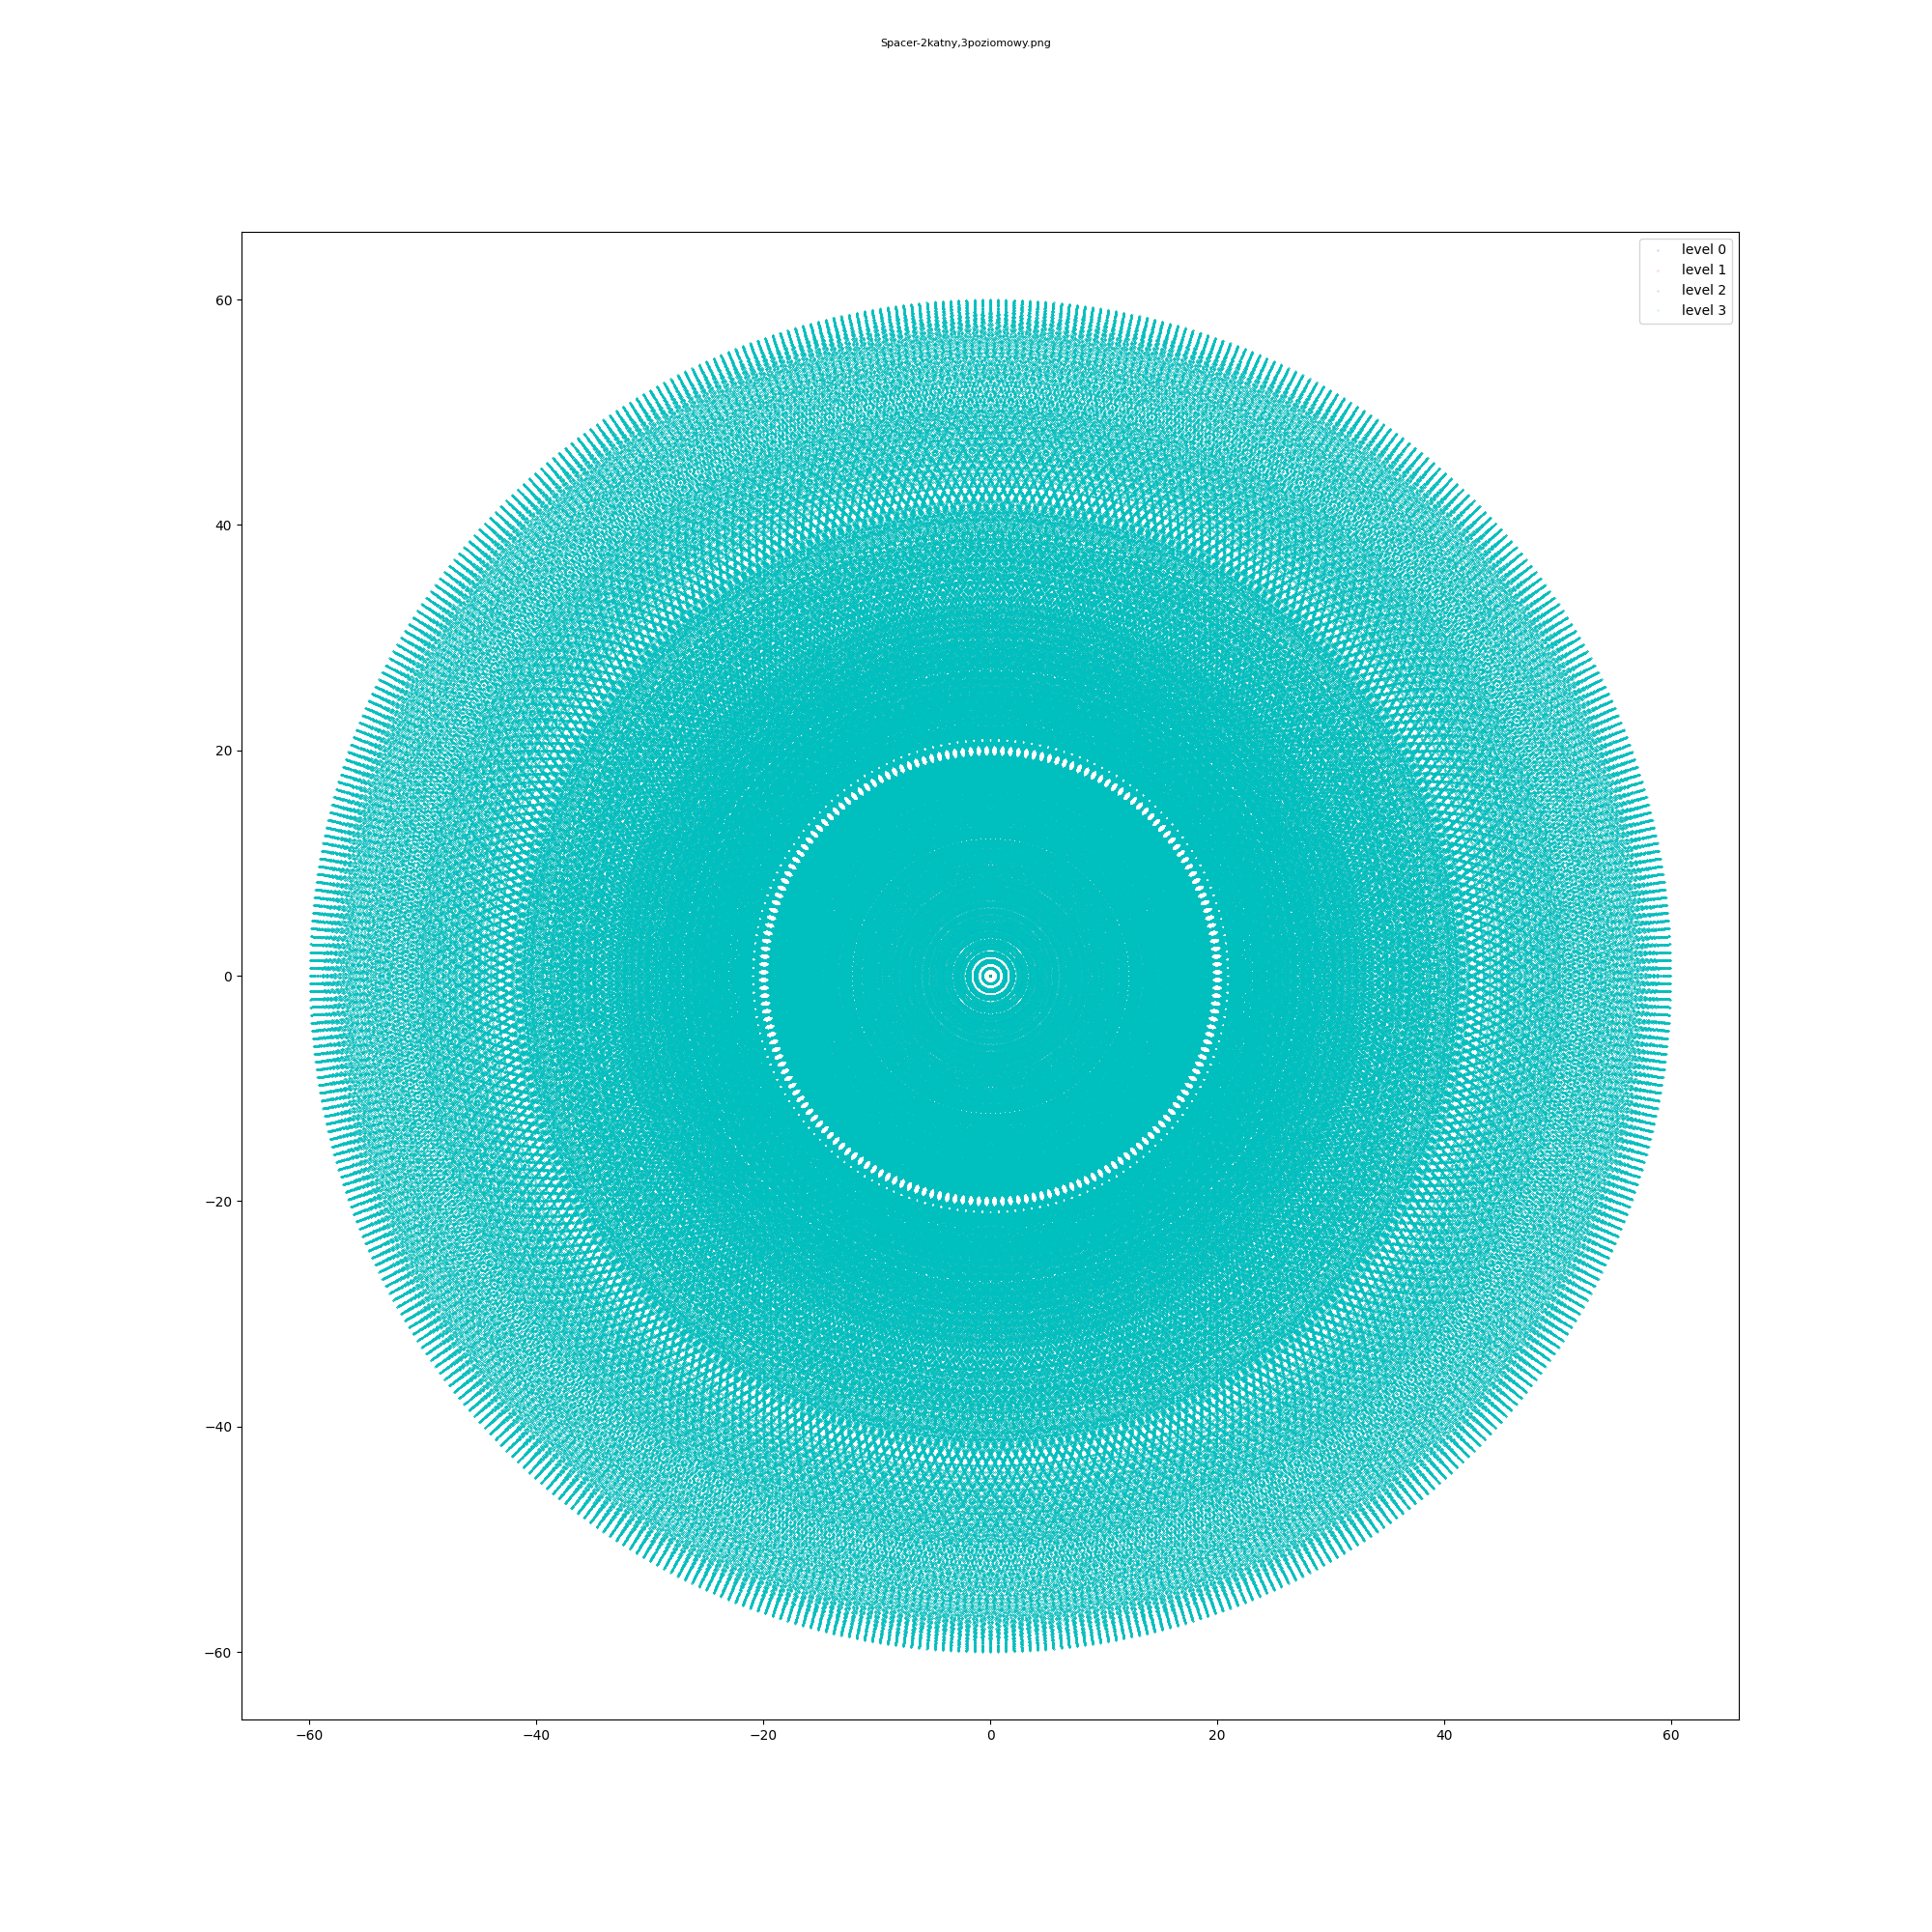 Spacer-2katny,3poziomowy.png
level 0
level 1
level 2
level 3
60
40
20
0
−20
−40
−60
−60 −40 −20 0 20 40 60